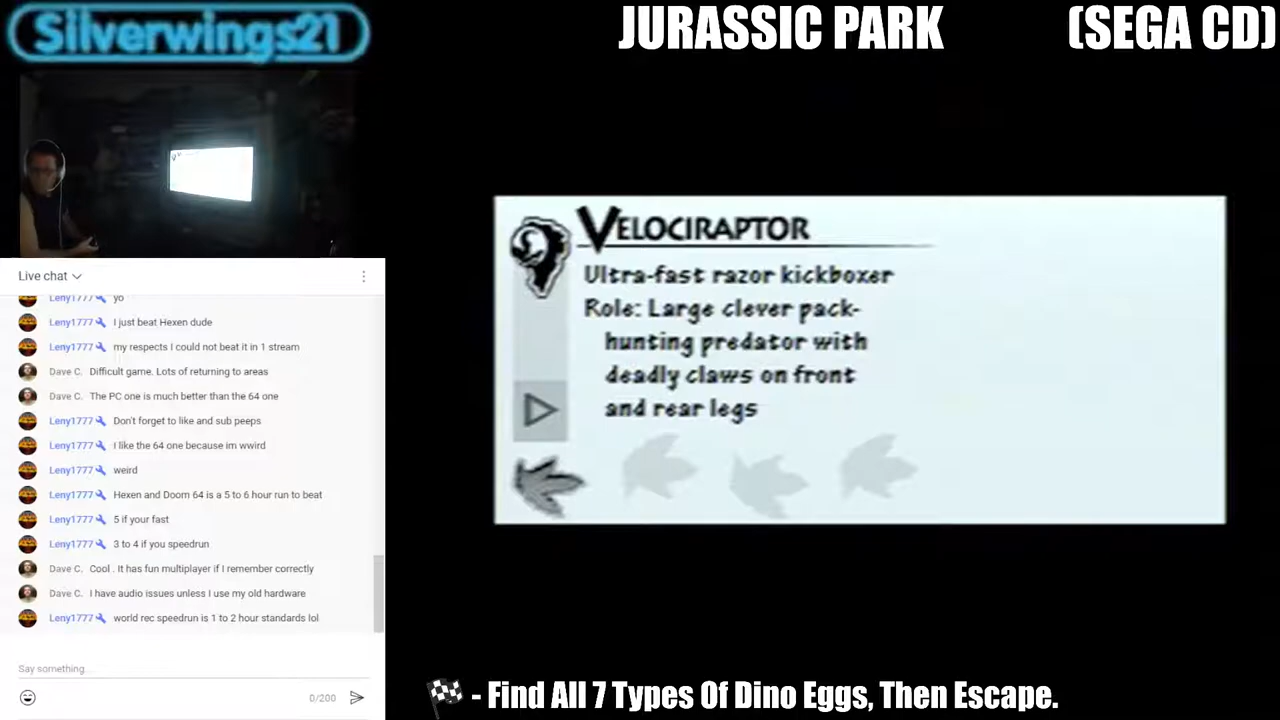 Silverwings21
JURASSIC PARK (SEGA CD)
Live chat
Leny1777 yo
Leny1777 I just beat Hexen dude
Leny1777 my respects I could not beat it in 1 stream
Dave C. Difficult game. Lots of returning to areas
Dave C. The PC one is much better than the 64 one
Leny1777 Don't forget to like and sub peeps
Leny1777 I like the 64 one because im wwird
Leny1777 weird
Leny1777 Hexen and Doom 64 is a 5 to 6 hour run to beat
Leny1777 5 if your fast
Leny1777 3 to 4 if you speedrun
Dave C. Cool . It has fun multiplayer if I remember correctly
Dave C. I have audio issues unless I use my old hardware
Leny1777 world rec speedrun is 1 to 2 hour standards lol
Say something...
0/200
VELOCIRAPTOR
Ultra-fast razor kickboxer
Role: Large clever pack-
hunting predator with
deadly claws on front
and rear legs
- Find All 7 Types Of Dino Eggs, Then Escape.